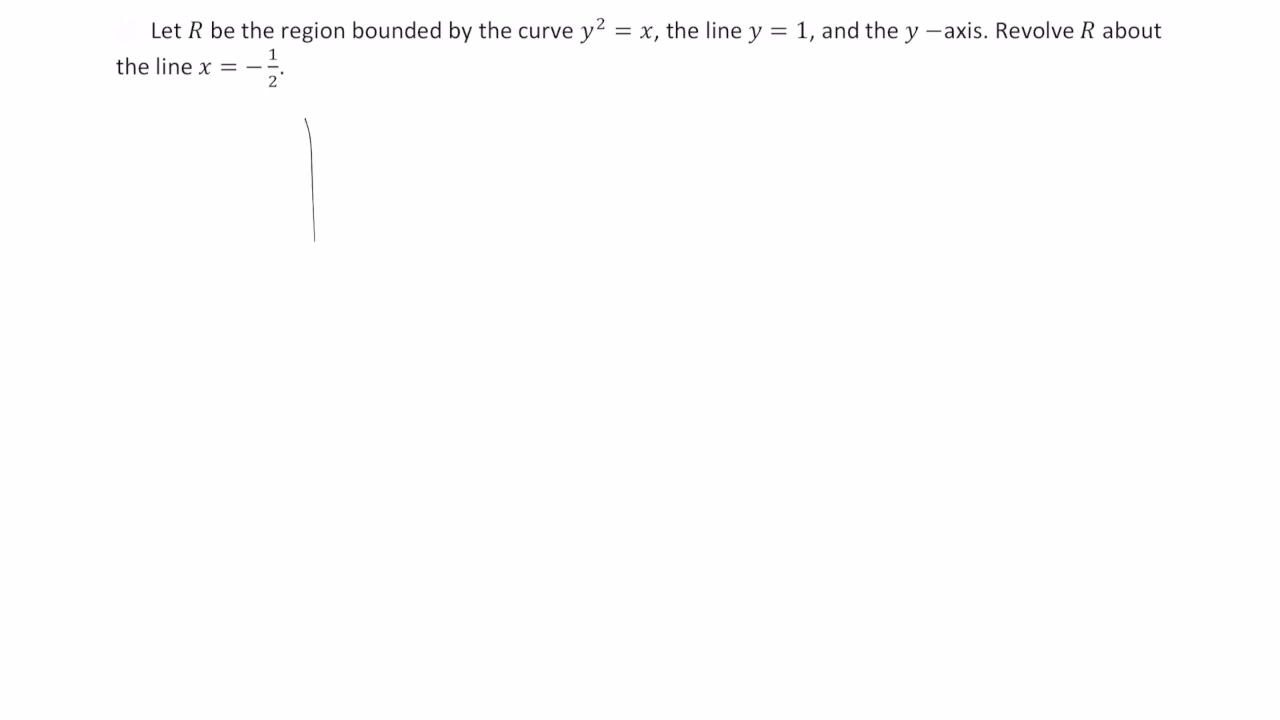 Let R be the region bounded by the curve y² = x, the line y = 1, and the y −axis. Revolve R about
the line x = −1/2.